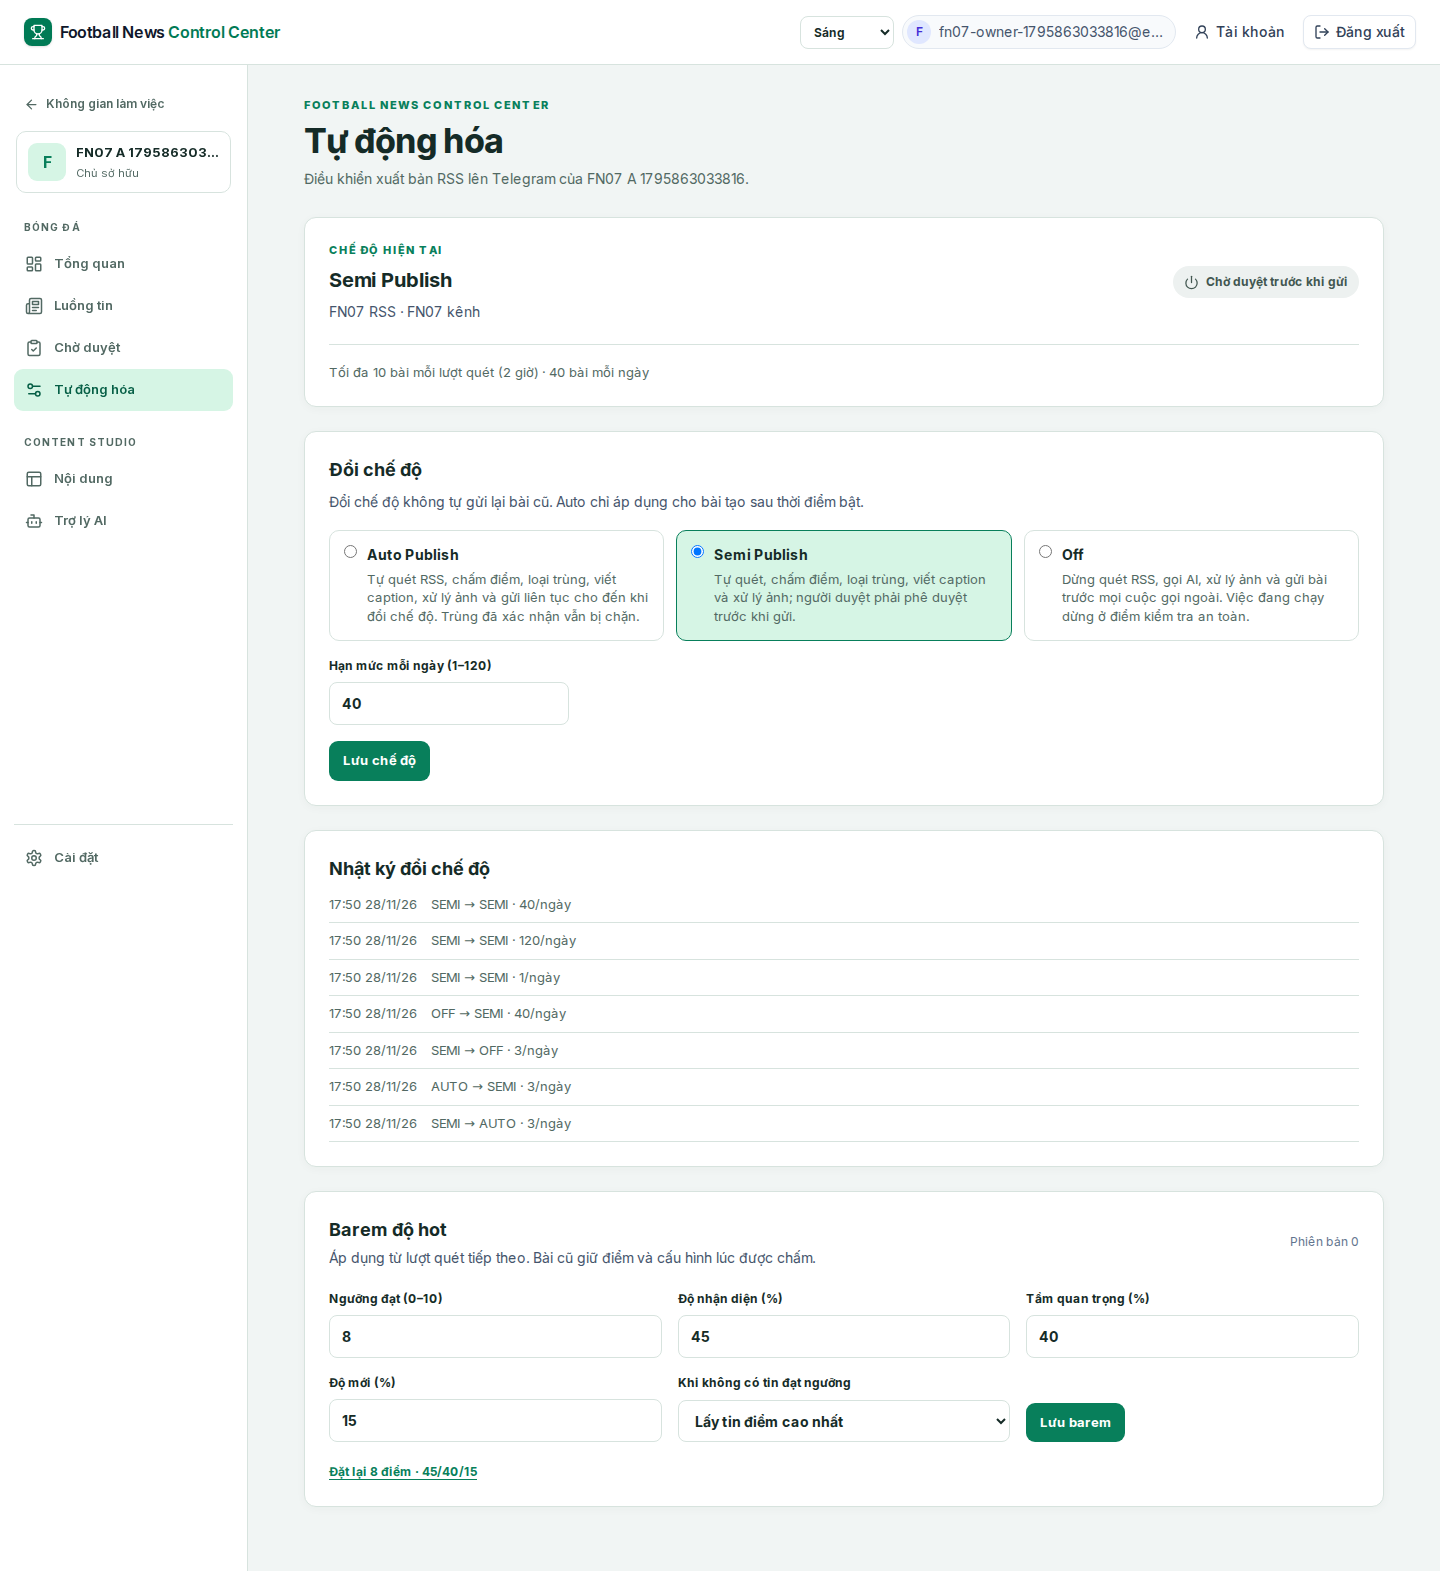 Football News Control Center
Sáng
F
fn07-owner-1795863033816@e...
Tài khoản
Đăng xuất
Không gian làm việc
F
FN07 A 179586303...
Chủ sở hữu
BÓNG ĐÁ
Tổng quan
Luồng tin
Chờ duyệt
Tự động hóa
CONTENT STUDIO
Nội dung
Trợ lý AI
Cài đặt
FOOTBALL NEWS CONTROL CENTER
Tự động hóa
Điều khiển xuất bản RSS lên Telegram của FN07 A 1795863033816.
CHẾ ĐỘ HIỆN TẠI
Semi Publish
FN07 RSS · FN07 kênh
Chờ duyệt trước khi gửi
Tối đa 10 bài mỗi lượt quét (2 giờ) · 40 bài mỗi ngày
Đổi chế độ
Đổi chế độ không tự gửi lại bài cũ. Auto chỉ áp dụng cho bài tạo sau thời điểm bật.
Auto Publish
Tự quét RSS, chấm điểm, loại trùng, viết
caption, xử lý ảnh và gửi liên tục cho đến khi
đổi chế độ. Trùng đã xác nhận vẫn bị chặn.
Semi Publish
Tự quét, chấm điểm, loại trùng, viết caption
và xử lý ảnh; người duyệt phải phê duyệt
trước khi gửi.
Off
Dừng quét RSS, gọi AI, xử lý ảnh và gửi bài
trước mọi cuộc gọi ngoài. Việc đang chạy
dừng ở điểm kiểm tra an toàn.
Hạn mức mỗi ngày (1–120)
40
Lưu chế độ
Nhật ký đổi chế độ
17:50 28/11/26 SEMI → SEMI · 40/ngày
17:50 28/11/26 SEMI → SEMI · 120/ngày
17:50 28/11/26 SEMI → SEMI · 1/ngày
17:50 28/11/26 OFF → SEMI · 40/ngày
17:50 28/11/26 SEMI → OFF · 3/ngày
17:50 28/11/26 AUTO → SEMI · 3/ngày
17:50 28/11/26 SEMI → AUTO · 3/ngày
Barem độ hot
Áp dụng từ lượt quét tiếp theo. Bài cũ giữ điểm và cấu hình lúc được chấm.
Phiên bản 0
Ngưỡng đạt (0–10)
8
Độ nhận diện (%)
45
Tầm quan trọng (%)
40
Độ mới (%)
15
Khi không có tin đạt ngưỡng
Lấy tin điểm cao nhất
Lưu barem
Đặt lại 8 điểm · 45/40/15